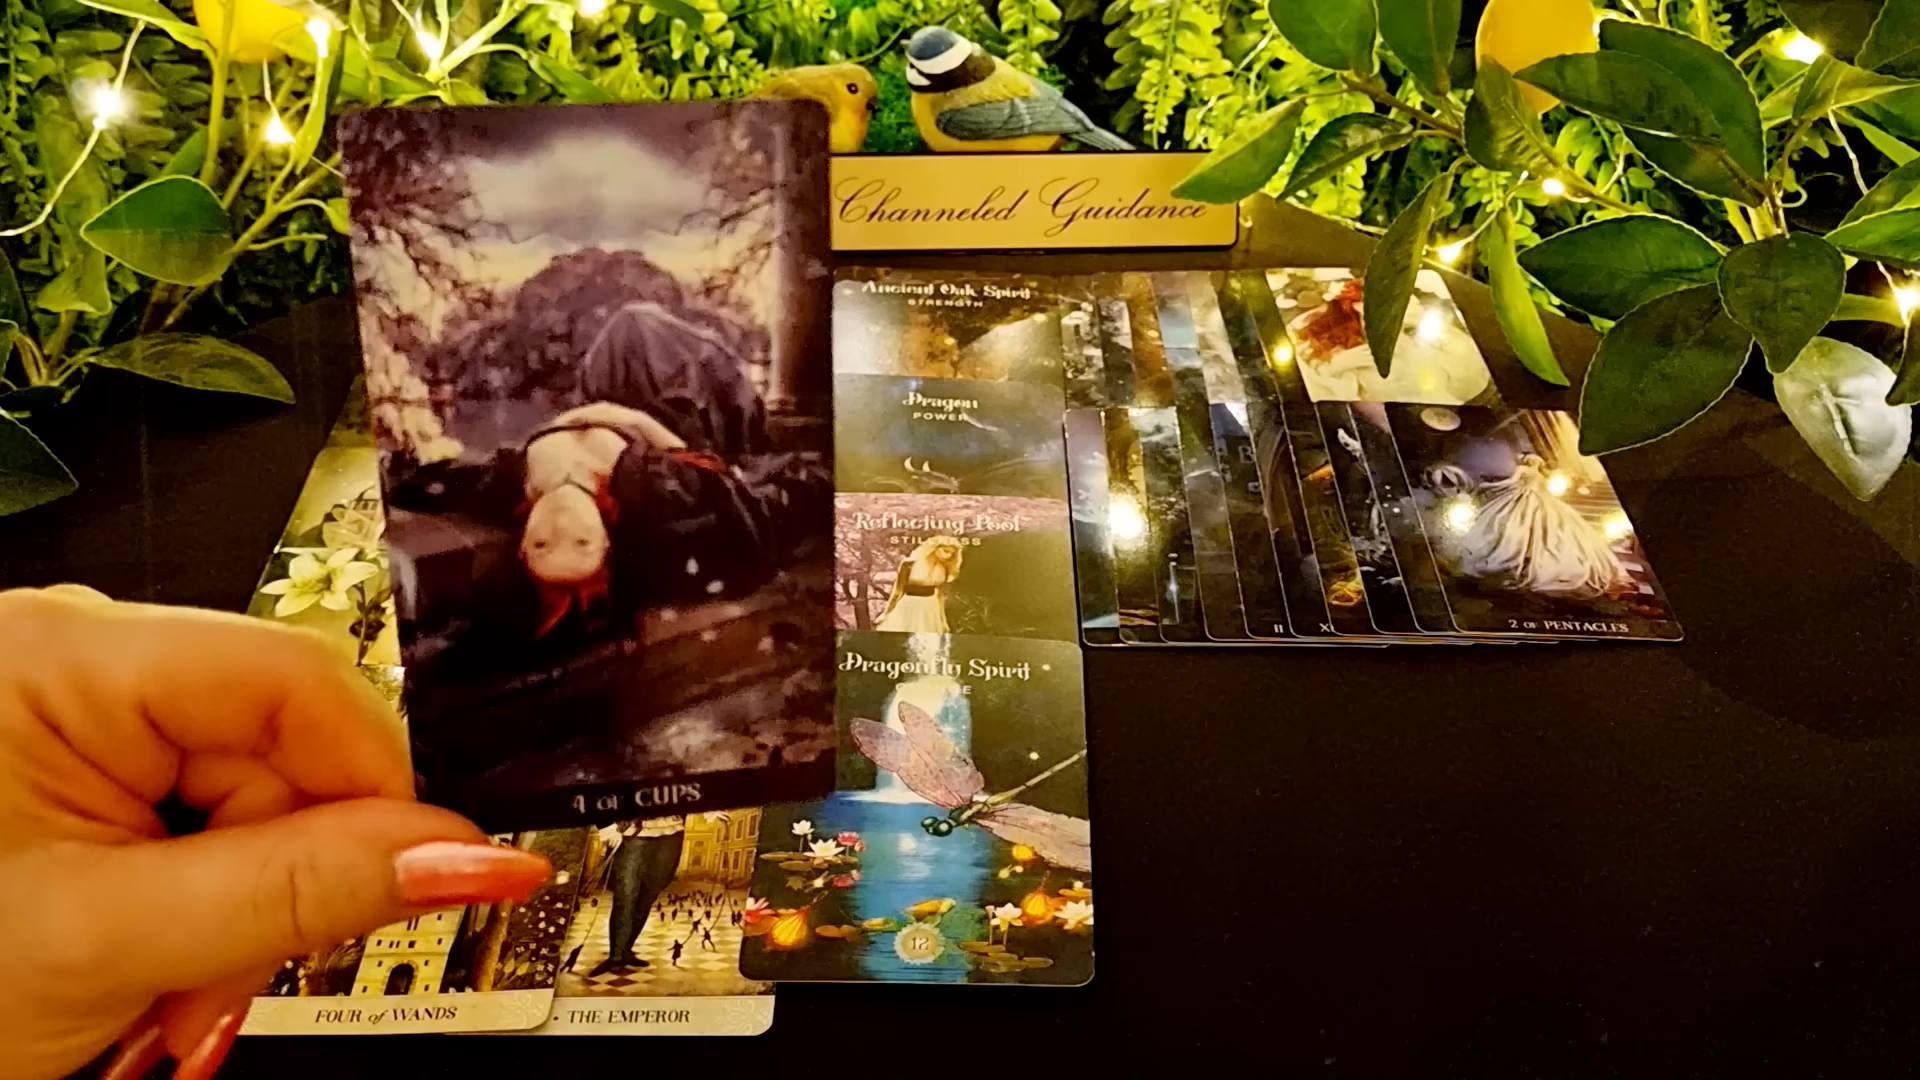 Channeled Guidance
Ancient Oak Spirit
STRENGTH
Dragon
POWER
Reflecting Pool
STILLNESS
Dragonfly Spirit
12
4 OF CUPS
II
2 OF PENTACLES
FOUR of WANDS
• THE EMPEROR